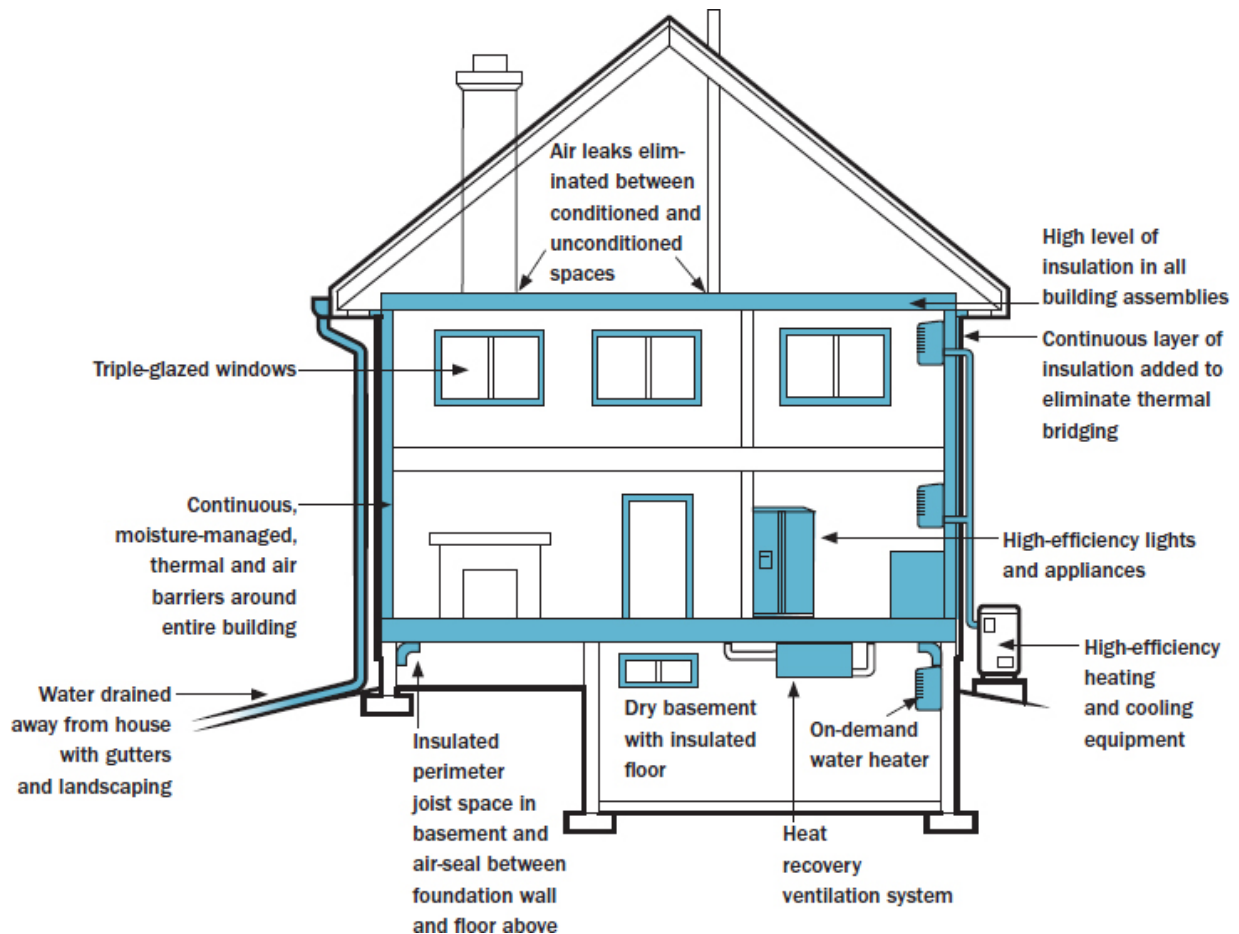 Air leaks elim-
inated between
conditioned and
unconditioned
spaces
High level of
insulation in all
building assemblies
Continuous layer of
insulation added to
eliminate thermal
bridging
Triple-glazed windows
Continuous,
moisture-managed,
thermal and air
barriers around
entire building
High-efficiency lights
and appliances
High-efficiency
heating
and cooling
equipment
Water drained
away from house
with gutters
and landscaping
Insulated
perimeter
joist space in
basement and
air-seal between
foundation wall
and floor above
Dry basement
with insulated
floor
On-demand
water heater
Heat
recovery
ventilation system